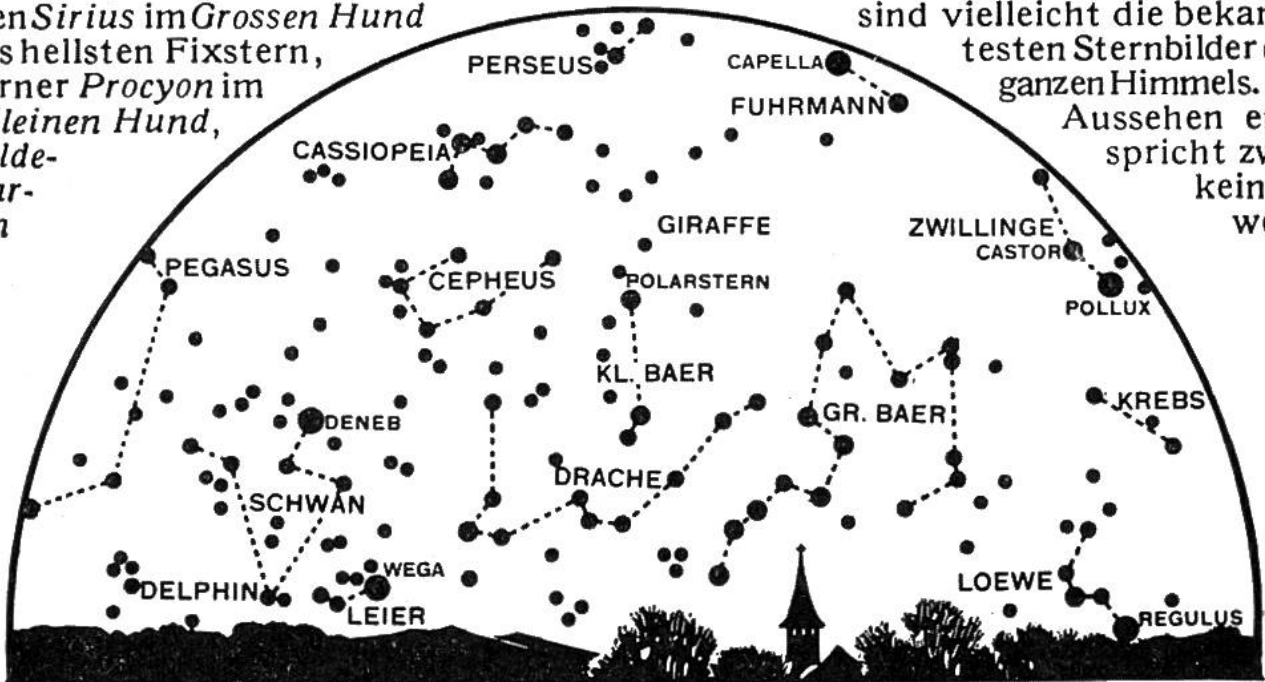 en Sirius im Grossen Hund
s hellsten Fixstern,
rner Procyon im
leinen Hund,
lde-
n
sind vielleicht die bekan
testen Sternbilder
ganzen Himmels.
Aussehen e
spricht zw
kein
we
PERSEUS
CAPELLA
FUHRMANN
CASSIOPEIA
GIRAFFE
ZWILLINGE
CASTOR
PEGASUS
CEPHEUS
POLARSTERN
POLLUX
KL. BAER
KREBS
GR. BAER
DENEB
DRACHE
SCHWAN
WEGA
DELPHIN
LOEWE
LEIER
REGULUS